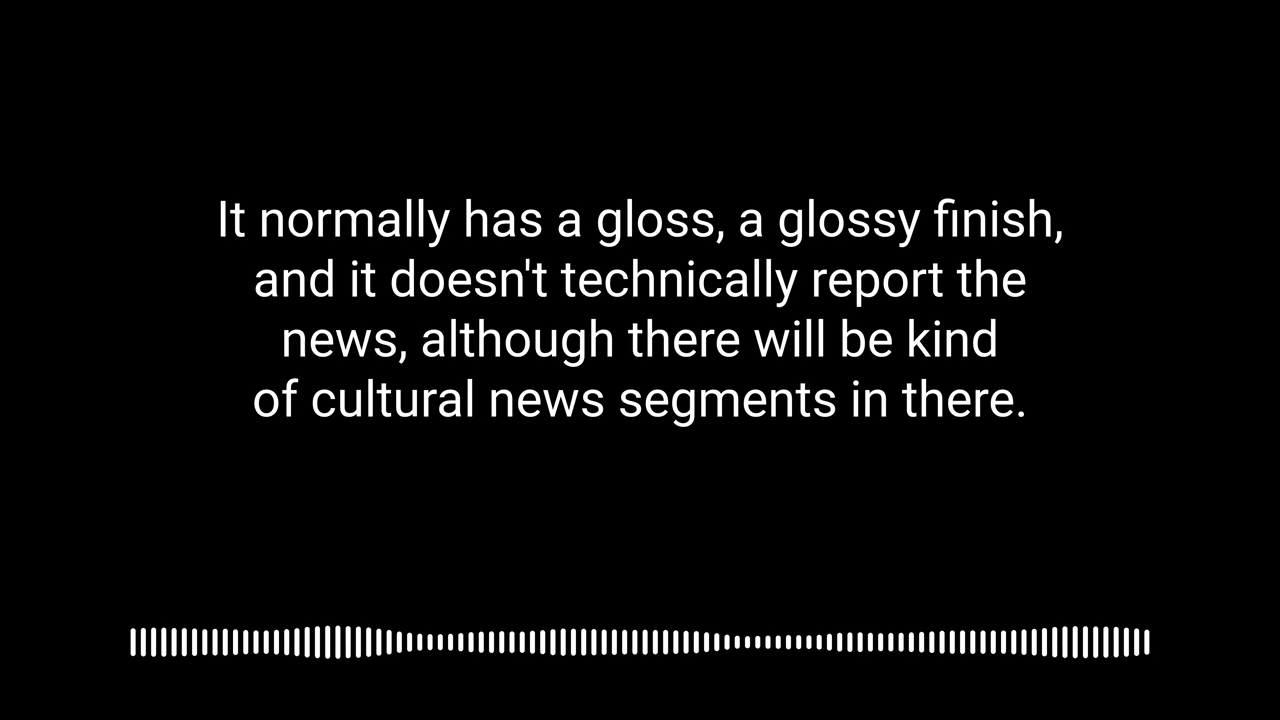 It normally has a gloss, a glossy finish,
and it doesn't technically report the
news, although there will be kind
of cultural news segments in there.